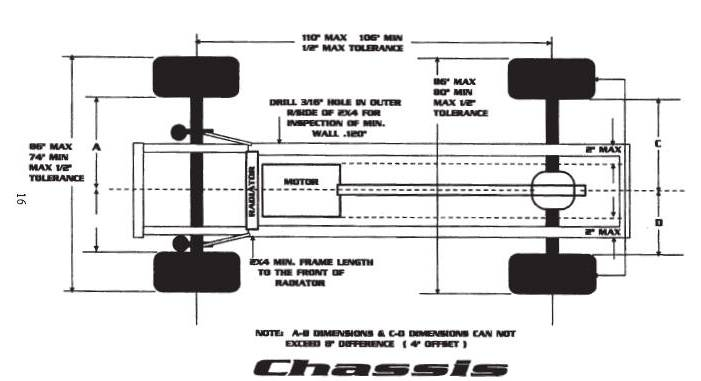 110" MAX 106" MIN
1/2" MAX TOLERANCE
86" MAX
80" MIN
MAX 1/2"
TOLERANCE
DRILL 3/16" HOLE IN OUTER
R/SIDE OF 2X4 FOR
INSPECTION OF MIN.
WALL .120"
86" MAX
74" MIN
MAX 1/2"
TOLERANCE
A
C
2" MAX
RADIATOR
MOTOR
16
D
2" MAX
2X4 MIN. FRAME LENGTH
TO THE FRONT OF
RADIATOR
NOTE: A-B DIMENSIONS & C-D DIMENSIONS CAN NOT
EXCEED 8" DIFFERENCE ( 4" OFFSET )
Chassis